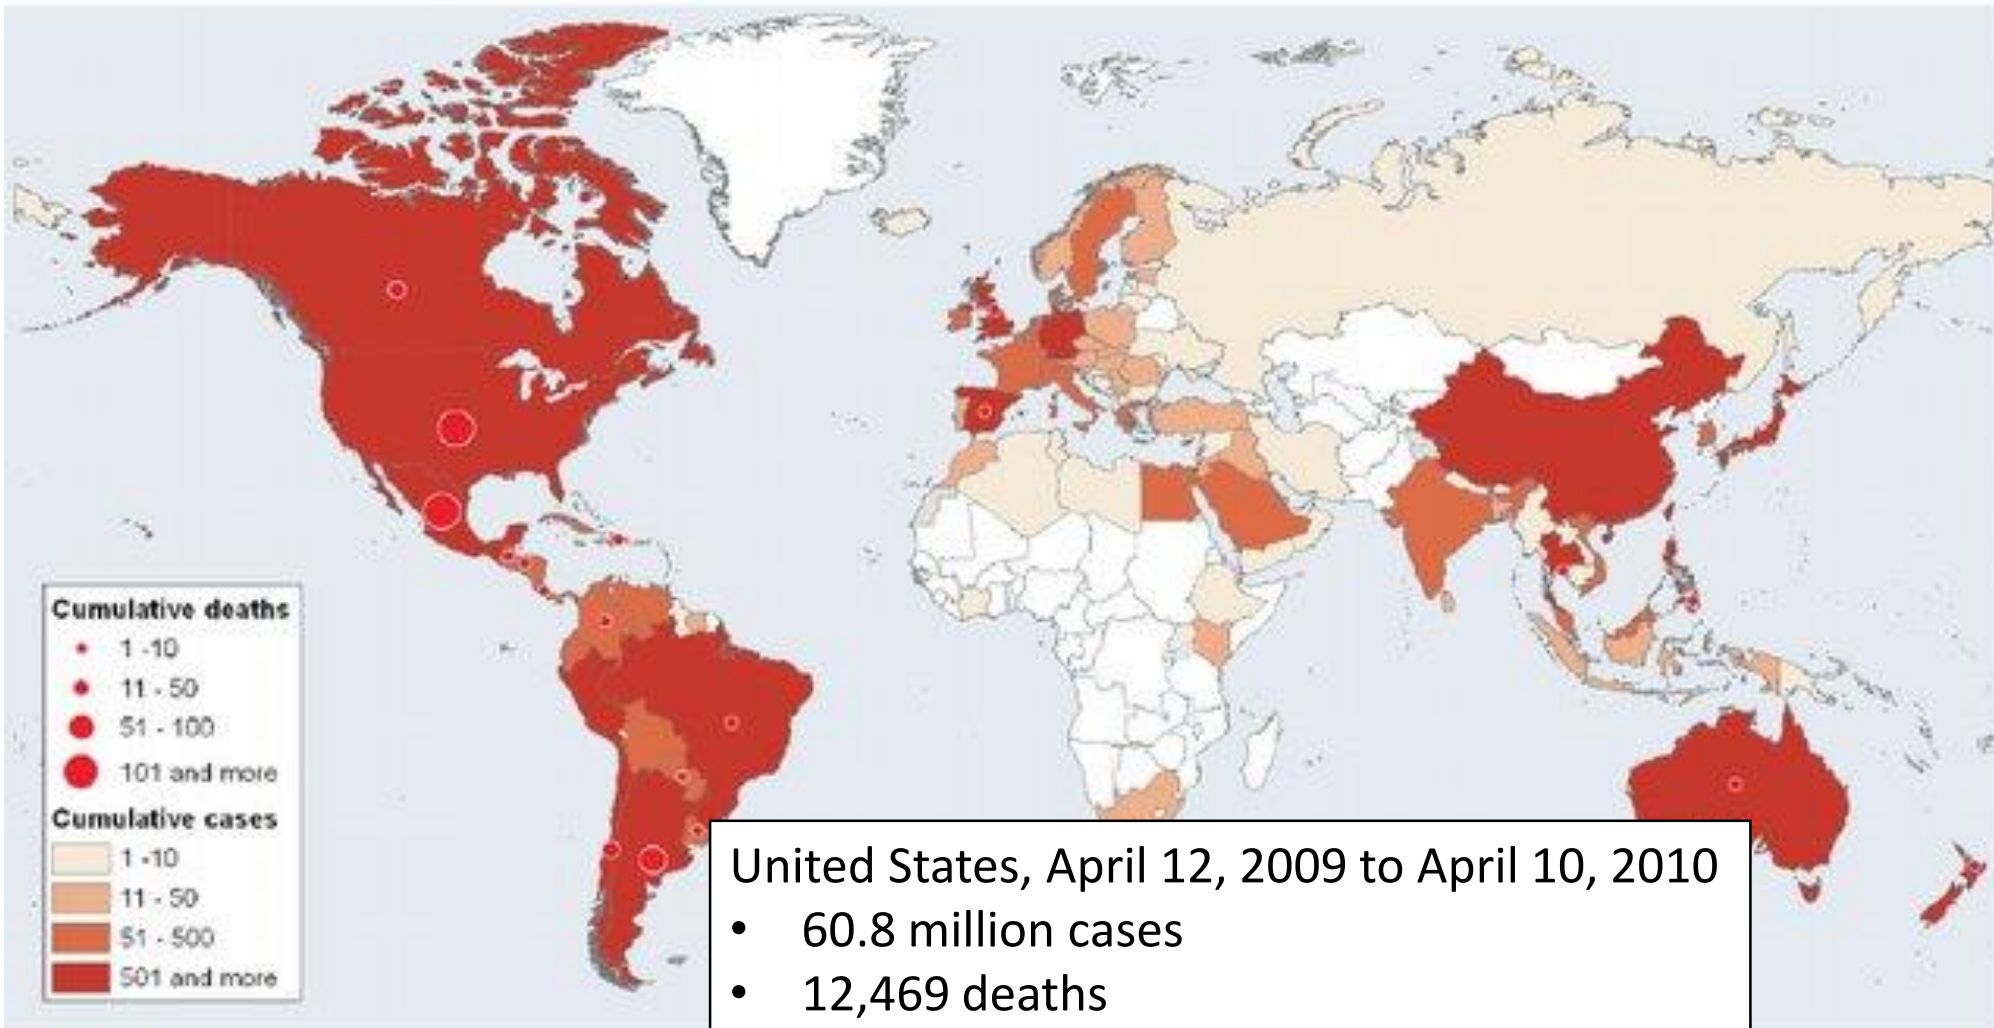 Cumulative deaths
1 -10
11 - 50
51 - 100
101 and more
Cumulative cases
1 -10
11 - 50
51 - 500
501 and more
United States, April 12, 2009 to April 10, 2010
• 60.8 million cases
• 12,469 deaths